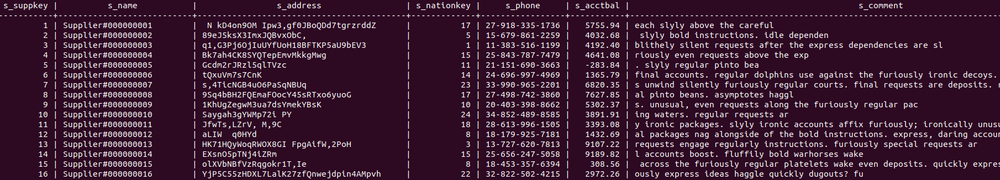 s_suppkey | s_name | s_address | s_nationkey | s_phone | s_acctbal | s_comment
1 | Supplier#000000001 |  N kD4on9OM Ipw3,gf0JBoQDd7tgrzrddZ | 17 | 27-918-335-1736 | 5755.94 | each slyly above the careful
2 | Supplier#000000002 | 89eJ5ksX3ImxJQBvxObC, | 5 | 15-679-861-2259 | 4032.68 |  slyly bold instructions. idle dependen
3 | Supplier#000000003 | q1,G3Pj6OjIuUYfUoH18BFTKP5aU9bEV3 | 1 | 11-383-516-1199 | 4192.40 | blithely silent requests after the express dependencies are sl
4 | Supplier#000000004 | Bk7ah4CK8SYQTepEmvMkkgMwg | 15 | 25-843-787-7479 | 4641.08 | riously even requests above the exp
5 | Supplier#000000005 | Gcdm2rJRzl5qlTVzc | 11 | 21-151-690-3663 | -283.84 | . slyly regular pinto bea
6 | Supplier#000000006 | tQxuVm7s7CnK | 14 | 24-696-997-4969 | 1365.79 | final accounts. regular dolphins use against the furiously ironic decoys.
7 | Supplier#000000007 | s,4TicNGB4uO6PaSqNBUq | 23 | 33-990-965-2201 | 6820.35 | s unwind silently furiously regular courts. final requests are deposits.
8 | Supplier#000000008 | 9Sq4bBH2FQEmaFOocY45sRTxo6yuoG | 17 | 27-498-742-3860 | 7627.85 | al pinto beans. asymptotes haggl
9 | Supplier#000000009 | 1KhUgZegwM3ua7dsYmekYBsK | 10 | 20-403-398-8662 | 5302.37 | s. unusual, even requests along the furiously regular pac
10 | Supplier#000000010 | Saygah3gYWMp72i PY | 24 | 34-852-489-8585 | 3891.91 | ing waters. regular requests ar
11 | Supplier#000000011 | JfwTs,LZrV, M,9C | 18 | 28-613-996-1505 | 3393.08 | y ironic packages. slyly ironic accounts affix furiously; ironically unusu
12 | Supplier#000000012 | aLIW  q0HYd | 8 | 18-179-925-7181 | 1432.69 | al packages nag alongside of the bold instructions. express, daring accou
13 | Supplier#000000013 | HK71HQyWoqRWOX8GI FpgAifW,2PoH | 3 | 13-727-620-7813 | 9107.22 | requests engage regularly instructions. furiously special requests ar
14 | Supplier#000000014 | EXsnO5pTNj4iZRm | 15 | 25-656-247-5058 | 9189.82 | l accounts boost. fluffily bold warhorses wake
15 | Supplier#000000015 | olXVbNBfVzRqgokr1T,Ie | 8 | 18-453-357-6394 | 308.56 |  across the furiously regular platelets wake even deposits. quickly expre
16 | Supplier#000000016 | YjP5C55zHDXL7LalK27zfQnwejdpin4AMpvh | 22 | 32-822-502-4215 | 2972.26 | ously express ideas haggle quickly dugouts? fu